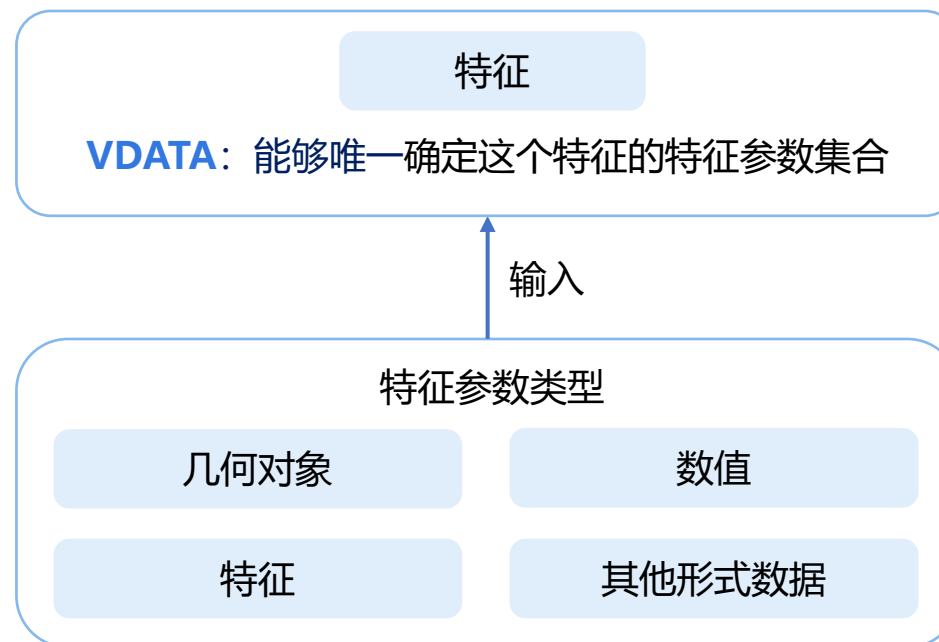 特征
VDATA：能够唯一确定这个特征的特征参数集合
输入
特征参数类型
几何对象
数值
特征
其他形式数据